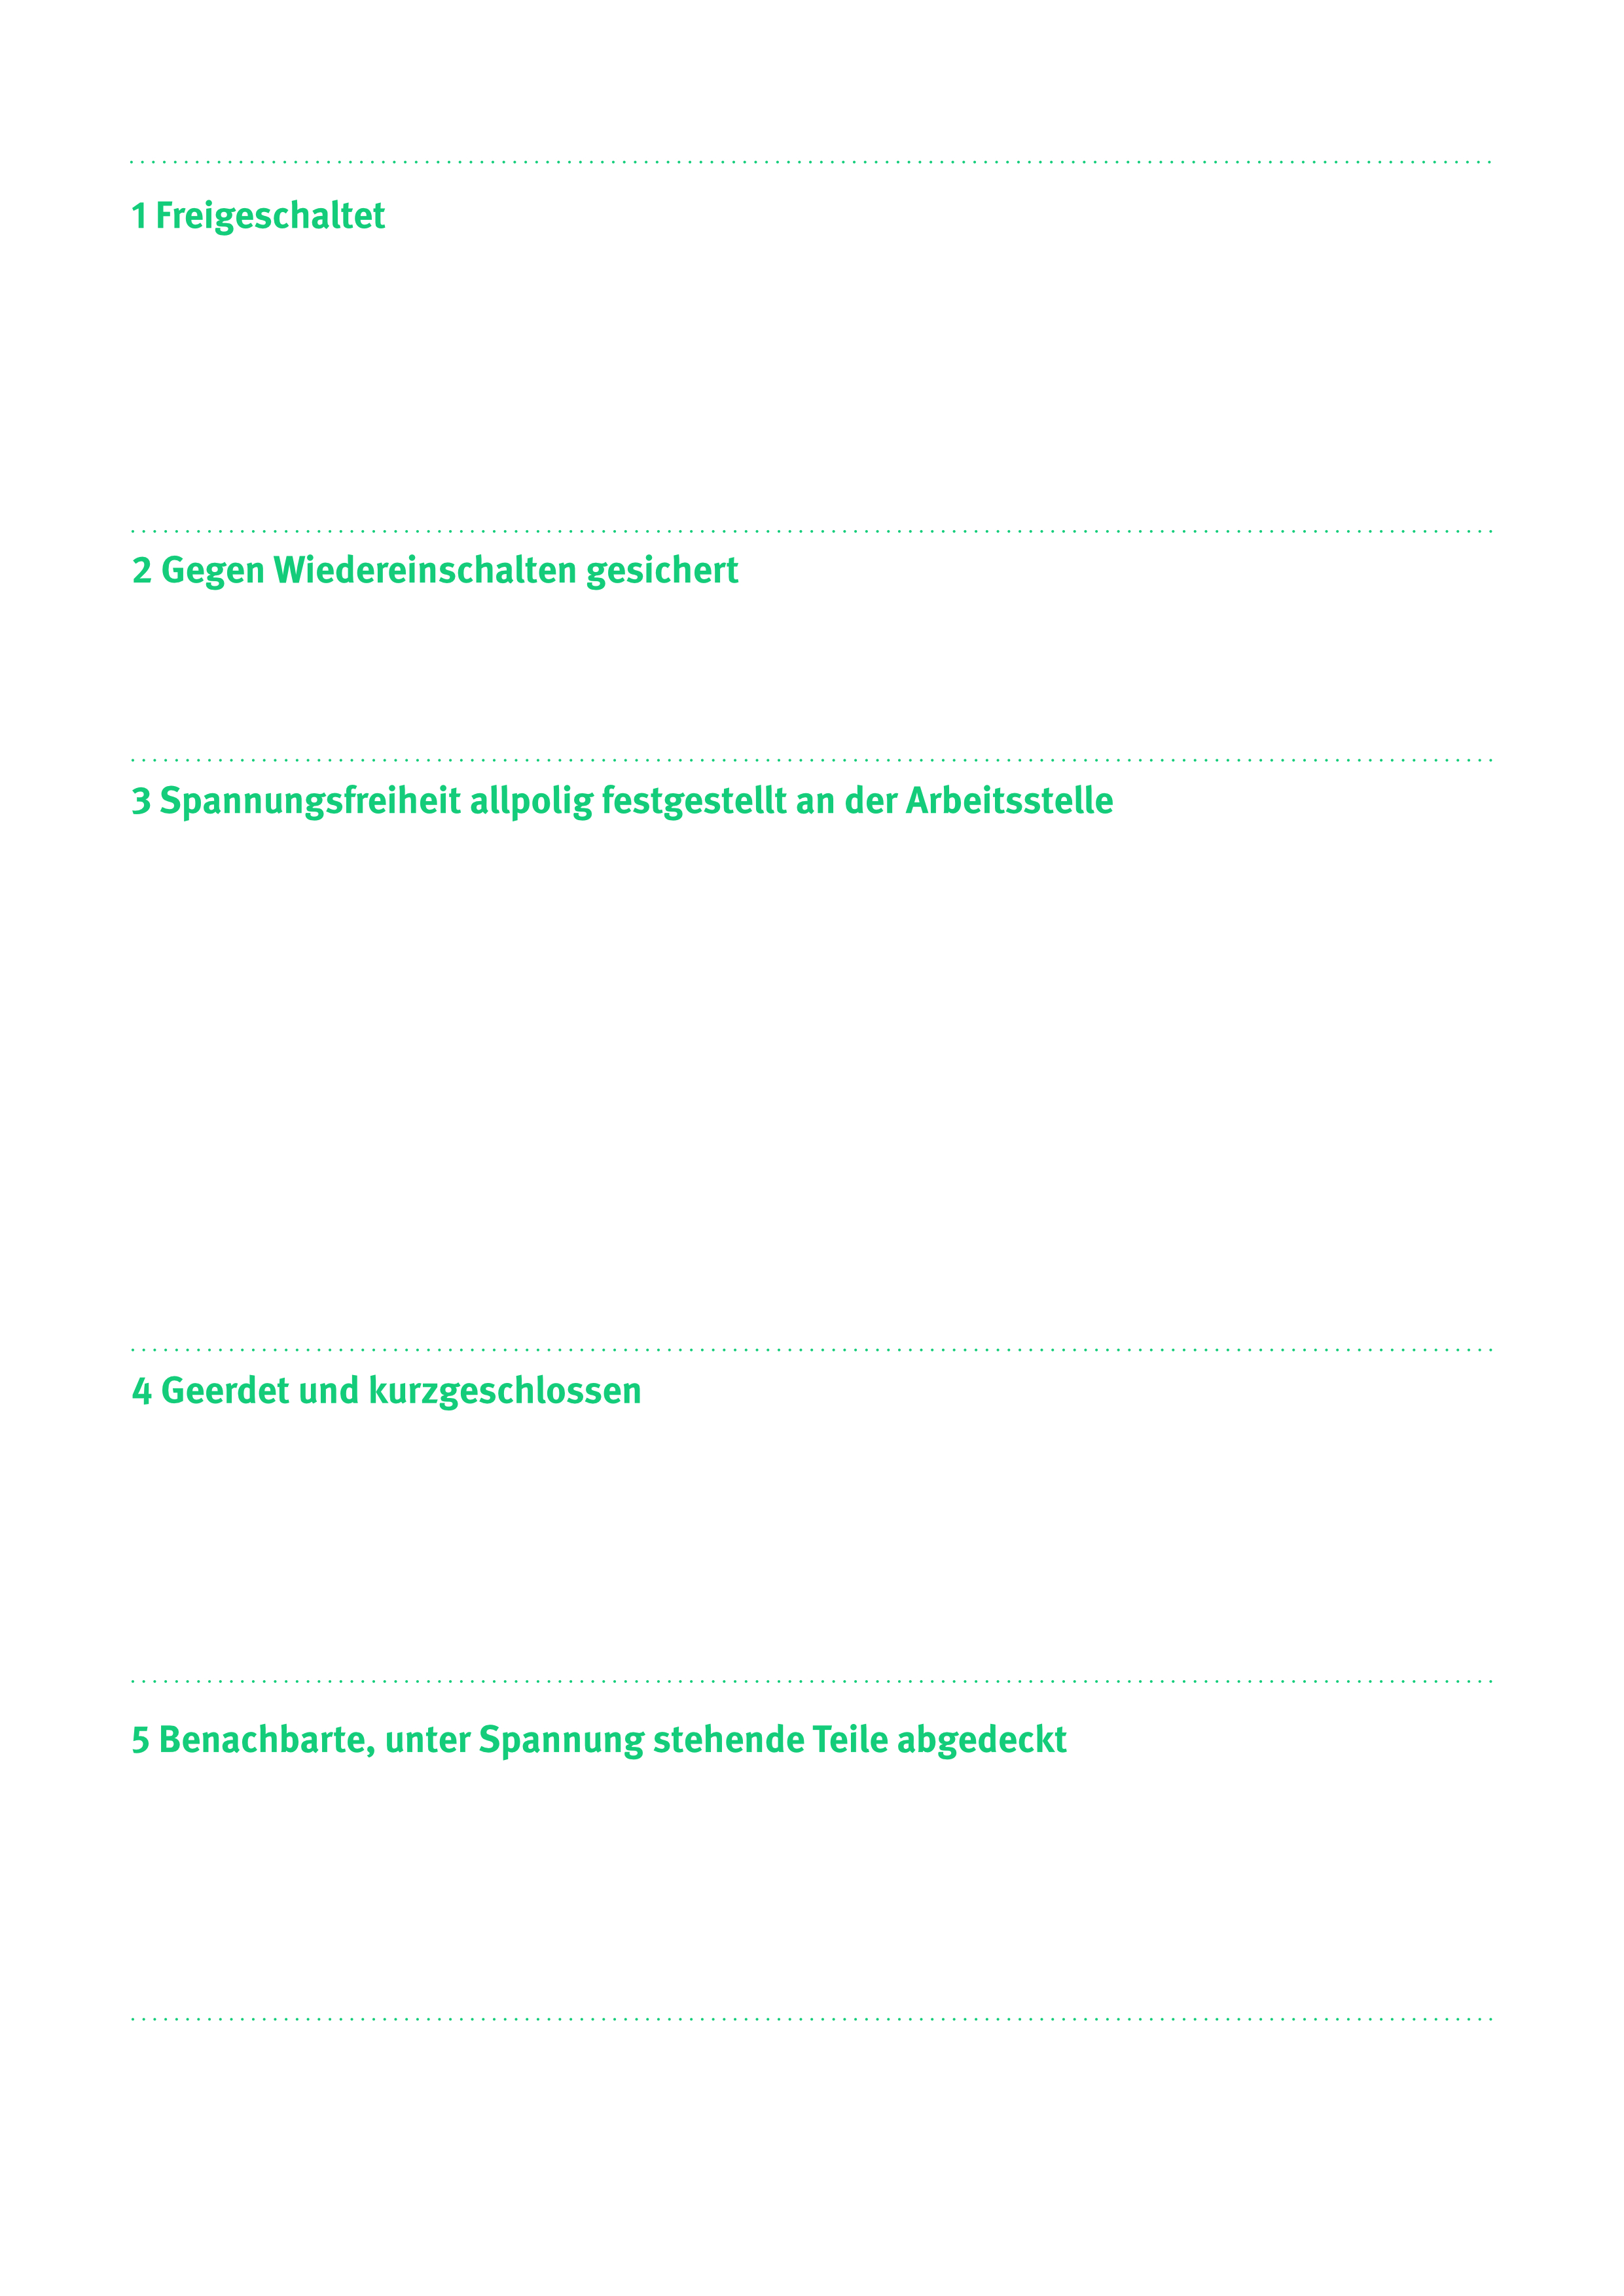 1 Freigeschaltet
2 Gegen Wiedereinschalten gesichert
3 Spannungsfreiheit allpolig festgestellt an der Arbeitsstelle
4 Geerdet und kurzgeschlossen
5 Benachbarte, unter Spannung stehende Teile abgedeckt